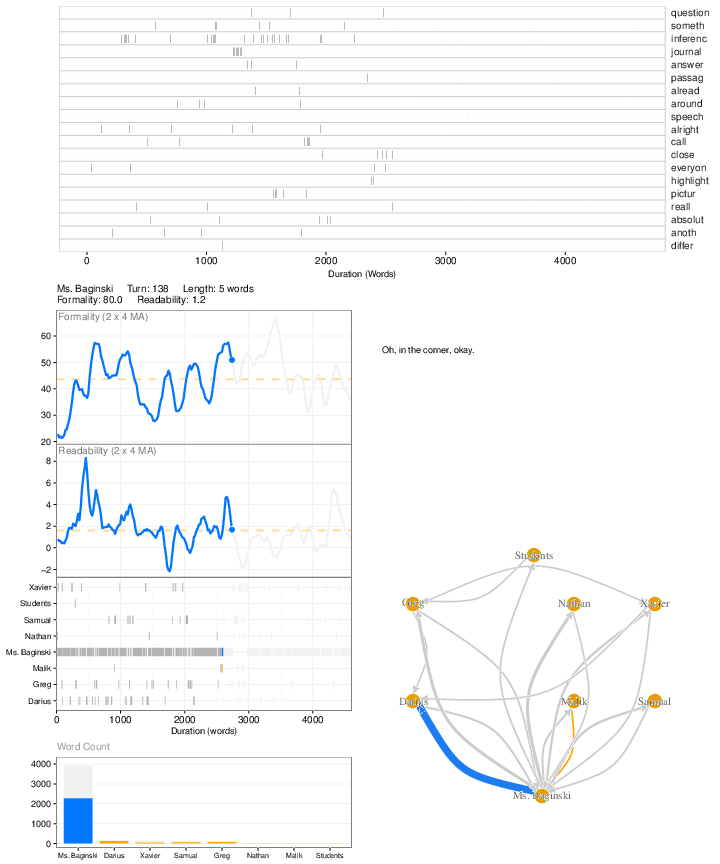 question
someth
inferenc
journal
answer
passag
alread
around
speech
alright
call
close
everyon
highlight
pictur
reall
absolut
anoth
differ
0 1000 2000 3000 4000
Duration (Words)
Ms. Baginski Turn: 138 Length: 5 words
Formality: 80.0 Readability: 1.2
Formality (2 x 4 MA)
60
50
40
30
20
Oh, in the corner, okay.
Readability (2 x 4 MA)
8
6
4
2
0
−2
Xavier
Students
Samual
Nathan
Ms. Baginski
Malik
Greg
Darius
0 1000 2000 3000 4000
Duration (words)
Students
Greg Nathan Xavier
Darius Malik Samual
Ms. Baginski
Word Count
4000
3000
2000
1000
0
Ms. Baginski Darius Xavier Samual Greg Nathan Malik Students